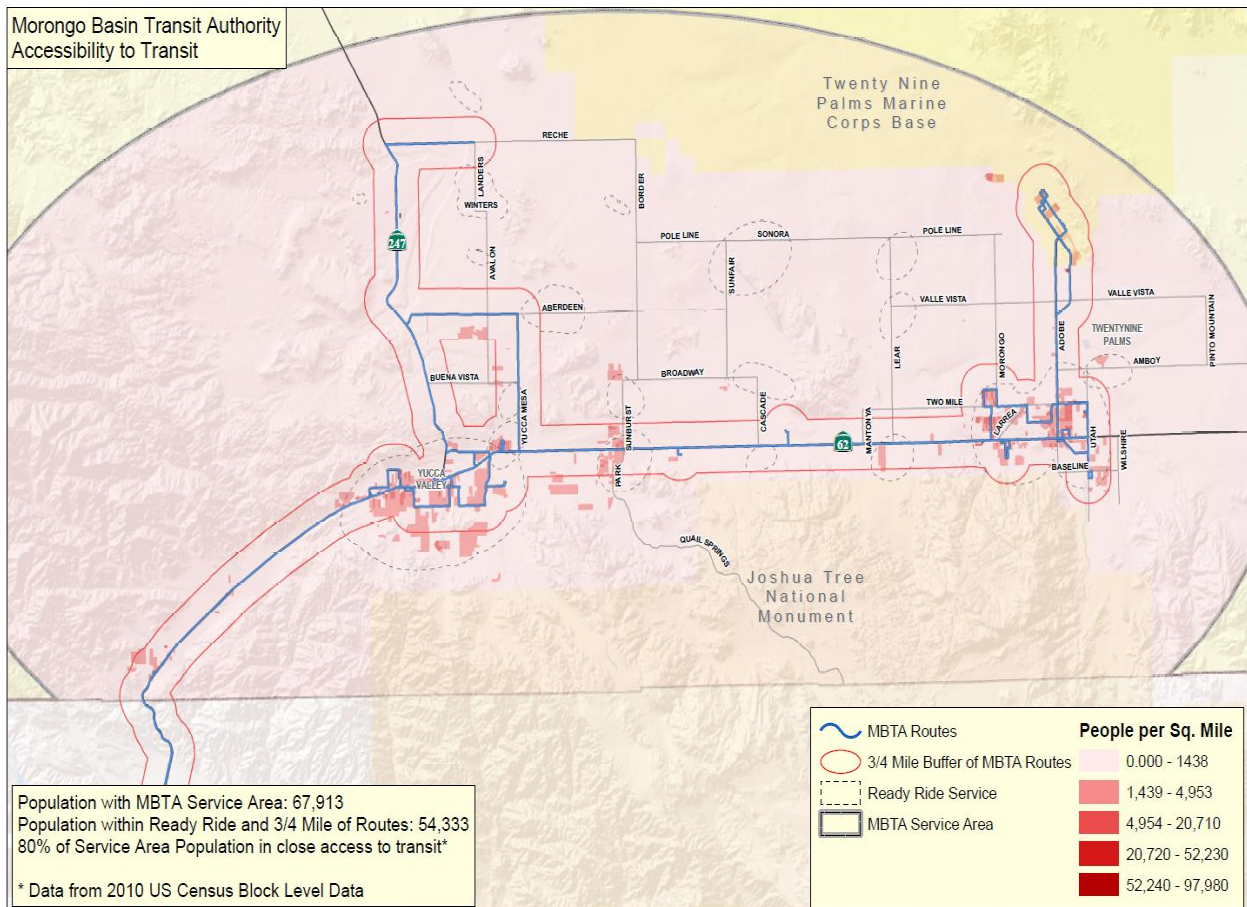 Morongo Basin Transit Authority
Accessibility to Transit
Twenty Nine
Palms Marine
Corps Base
RECHE
LANDERS
WINTERS
BORDER
247
AVALON
POLE LINE
SONORA
POLE LINE
SUNFAIR
ABERDEEN
VALLE VISTA
VALLE VISTA
PINTO MOUNTAIN
TWENTYNINE
PALMS
ADOBE
AMBOY
LEAR
MORONGO
BUENA VISTA
YUCCA MESA
BROADWAY
SUNBURST
CASCADE
TWO MILE
MANTONYA
LARREA
62
UTAH
WILSHIRE
BASELINE
YUCCA
VALLEY
PARK
QUAIL SPRINGS
Joshua Tree
National
Monument
MBTA Routes
3/4 Mile Buffer of MBTA Routes
Ready Ride Service
MBTA Service Area
People per Sq. Mile
0.000 - 1438
1,439 - 4,953
4,954 - 20,710
20,720 - 52,230
52,240 - 97,980
Population with MBTA Service Area: 67,913
Population within Ready Ride and 3/4 Mile of Routes: 54,333
80% of Service Area Population in close access to transit*
* Data from 2010 US Census Block Level Data